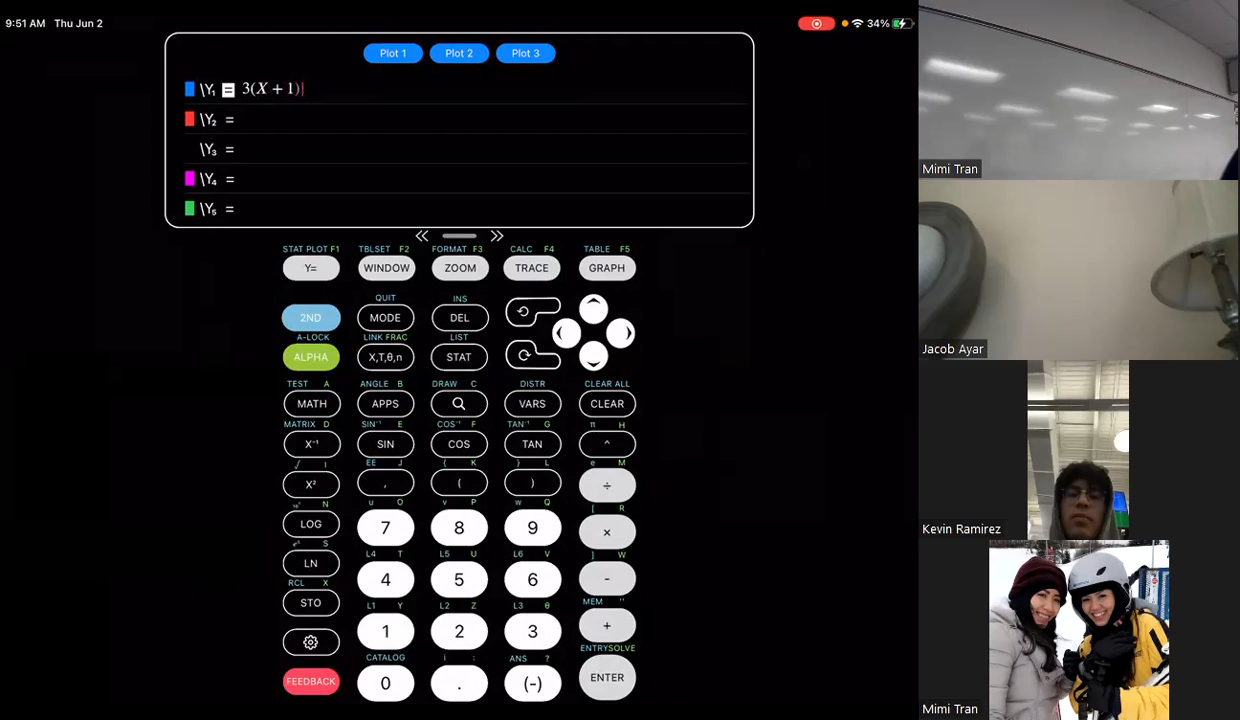 9:51 AM Thu Jun 2
34%
Plot 1 Plot 2 Plot 3
\Y₁ = 3(X + 1)
\Y₂ =
\Y₃ =
\Y₄ =
\Y₅ =
STAT PLOT F1 TBLSET F2 FORMAT F3 CALC F4 TABLE F5
Y= WINDOW ZOOM TRACE GRAPH
QUIT INS
2ND MODE DEL
A-LOCK LINK FRAC LIST
ALPHA X,T,θ,n STAT
TEST A ANGLE B DRAW C DISTR CLEAR ALL
MATH APPS VARS CLEAR
MATRIX D SIN⁻¹ E COS⁻¹ F TAN⁻¹ G π H
X⁻¹ SIN COS TAN ^
√ I EE J { K } L e M
X² , ( ) ÷
10ˣ N u O v P w Q [ R
LOG 7 8 9 ×
eˣ S L4 T L5 U L6 V ] W
LN 4 5 6 -
RCL X L1 Y L2 Z L3 θ MEM "
STO 1 2 3 +
CATALOG i : ANS ? ENTRY SOLVE
FEEDBACK 0 . (-) ENTER
Mimi Tran
Jacob Ayar
Kevin Ramirez
Mimi Tran